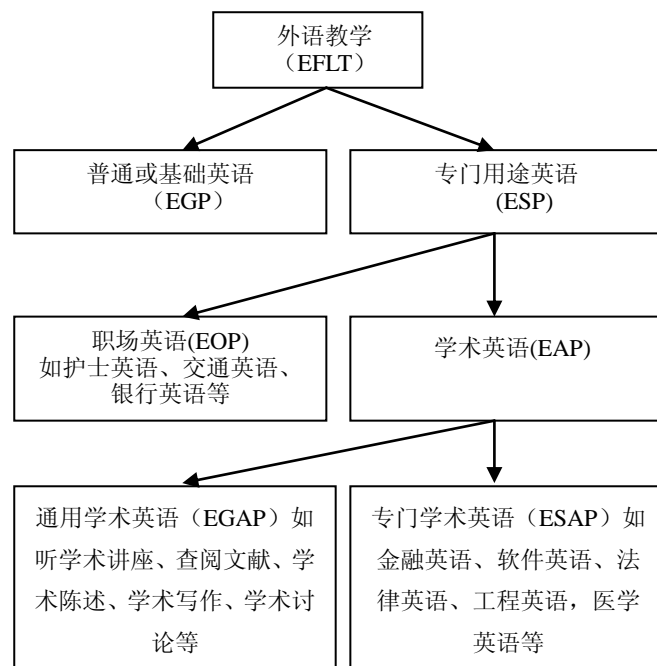 外语教学
（EFLT）
普通或基础英语
（EGP）
专门用途英语
(ESP)
职场英语(EOP)
如护士英语、交通英语、
银行英语等
学术英语(EAP)
通用学术英语（EGAP）如
听学术讲座、查阅文献、学
术陈述、学术写作、学术讨
论等
专门学术英语（ESAP）如
金融英语、软件英语、法
律英语、工程英语，医学
英语等